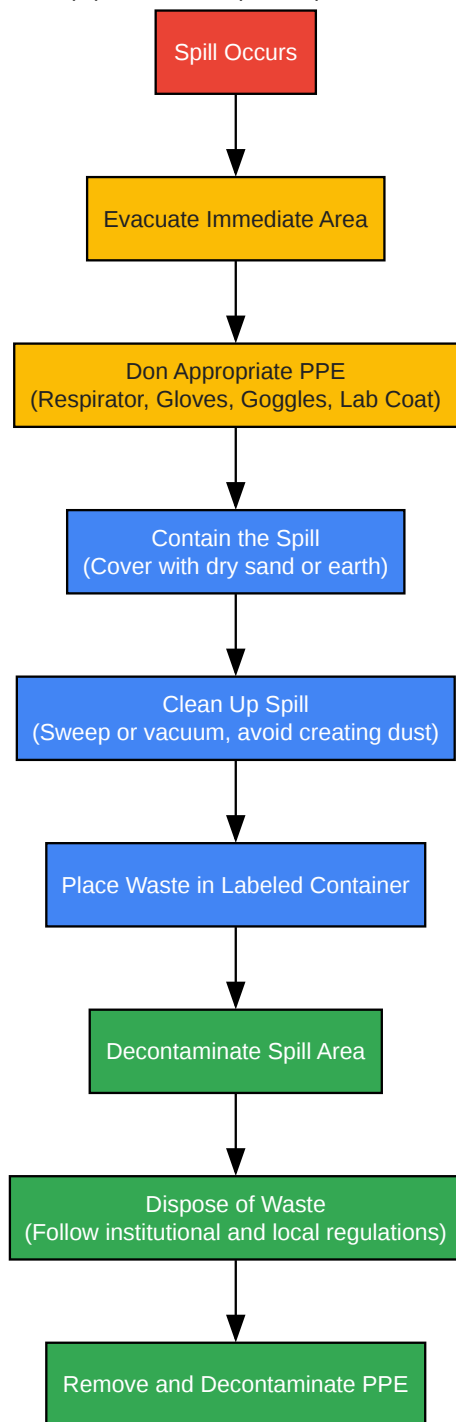 Spill Occurs
Evacuate Immediate Area
Don Appropriate PPE
(Respirator, Gloves, Goggles, Lab Coat)
Contain the Spill
(Cover with dry sand or earth)
Clean Up Spill
(Sweep or vacuum, avoid creating dust)
Place Waste in Labeled Container
Decontaminate Spill Area
Dispose of Waste
(Follow institutional and local regulations)
Remove and Decontaminate PPE